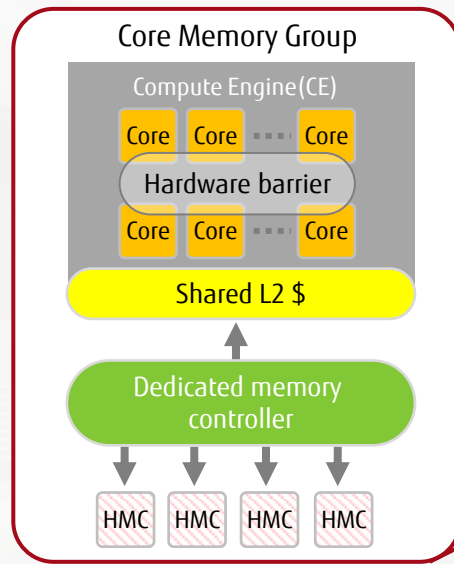 Core Memory Group
Compute Engine(CE)
Core Core Core
Hardware barrier
Core Core Core
Shared L2 $
Dedicated memory
controller
HMC HMC HMC HMC